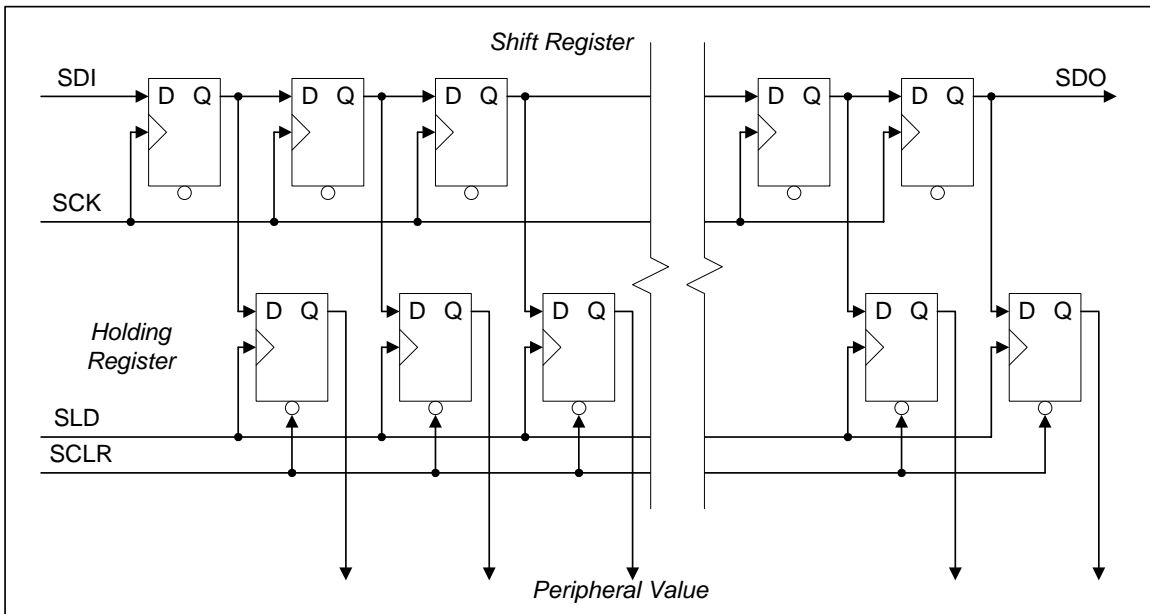 Shift Register
SDI
D Q
D Q
D Q
D Q
D Q
SDO
SCK
Holding
Register
D Q
D Q
D Q
D Q
D Q
SLD
SCLR
Peripheral Value